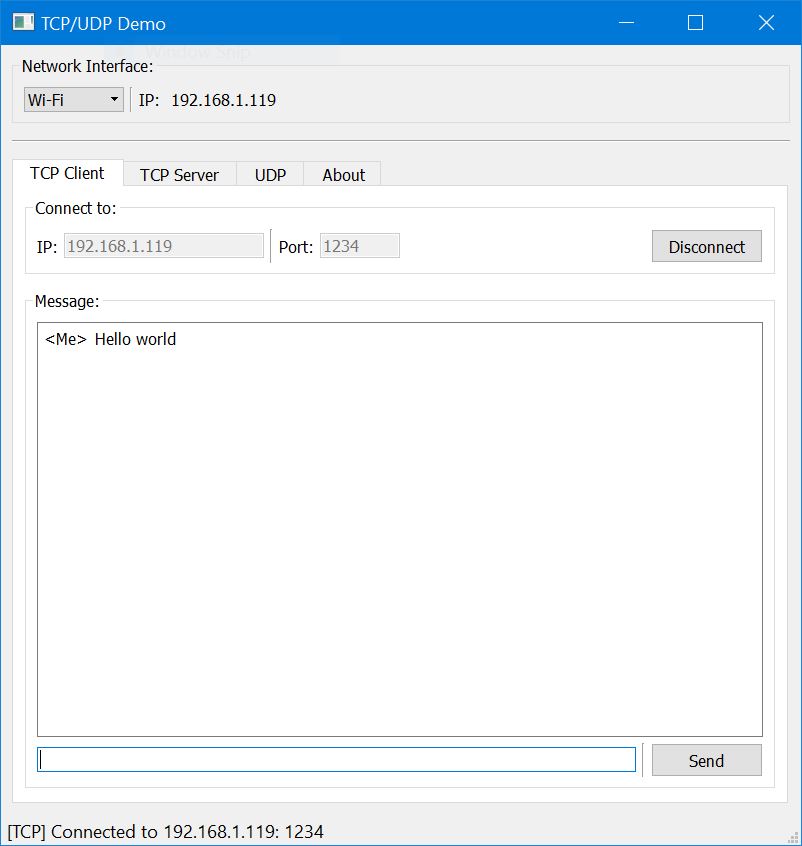 TCP/UDP Demo
Window Snip
Network Interface:
Wi-Fi IP: 192.168.1.119
TCP Client TCP Server UDP About
Connect to:
IP: 192.168.1.119 Port: 1234 Disconnect
Message:
<Me> Hello world
Send
[TCP] Connected to 192.168.1.119: 1234